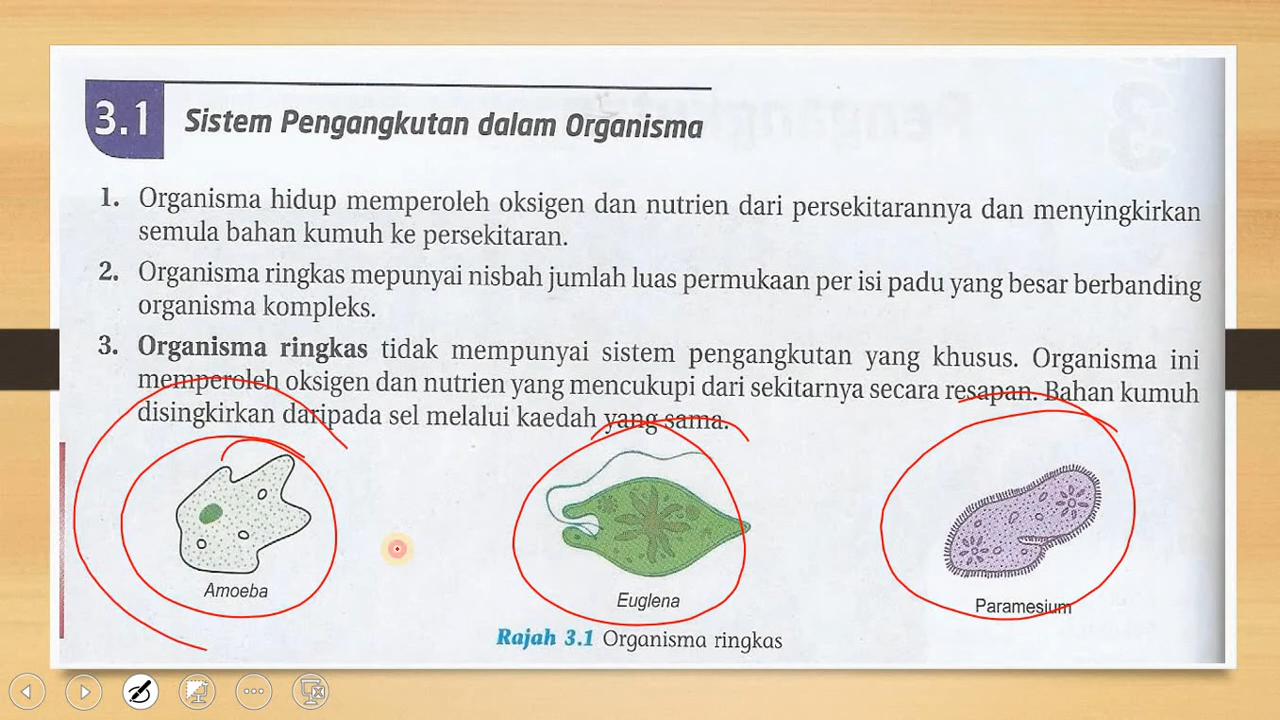 3.1 Sistem Pengangkutan dalam Organisma
1. Organisma hidup memperoleh oksigen dan nutrien dari persekitarannya dan menyingkirkan
semula bahan kumuh ke persekitaran.
2. Organisma ringkas mepunyai nisbah jumlah luas permukaan per isi padu yang besar berbanding
organisma kompleks.
3. Organisma ringkas tidak mempunyai sistem pengangkutan yang khusus. Organisma ini
memperoleh oksigen dan nutrien yang mencukupi dari sekitarnya secara resapan. Bahan kumuh
disingkirkan daripada sel melalui kaedah yang sama.
Amoeba
Euglena
Paramesium
Rajah 3.1 Organisma ringkas